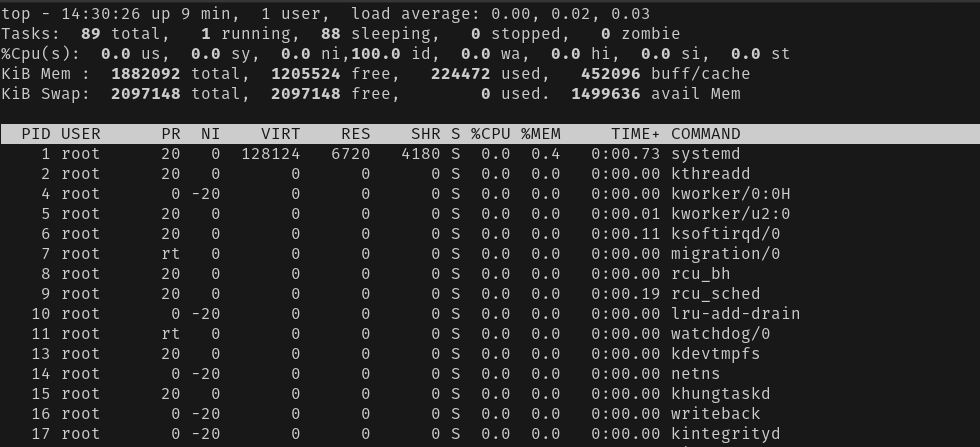 top - 14:30:26 up 9 min,  1 user,  load average: 0.00, 0.02, 0.03
Tasks:  89 total,   1 running,  88 sleeping,   0 stopped,   0 zombie
%Cpu(s):  0.0 us,  0.0 sy,  0.0 ni,100.0 id,  0.0 wa,  0.0 hi,  0.0 si,  0.0 st
KiB Mem :  1882092 total,  1205524 free,   224472 used,   452096 buff/cache
KiB Swap:  2097148 total,  2097148 free,        0 used.  1499636 avail Mem
  PID USER      PR  NI    VIRT    RES    SHR S %CPU %MEM     TIME+ COMMAND
    1 root      20   0  128124   6720   4180 S  0.0  0.4   0:00.73 systemd
    2 root      20   0       0      0      0 S  0.0  0.0   0:00.00 kthreadd
    4 root       0 -20       0      0      0 S  0.0  0.0   0:00.00 kworker/0:0H
    5 root      20   0       0      0      0 S  0.0  0.0   0:00.01 kworker/u2:0
    6 root      20   0       0      0      0 S  0.0  0.0   0:00.11 ksoftirqd/0
    7 root      rt   0       0      0      0 S  0.0  0.0   0:00.00 migration/0
    8 root      20   0       0      0      0 S  0.0  0.0   0:00.00 rcu_bh
    9 root      20   0       0      0      0 S  0.0  0.0   0:00.19 rcu_sched
   10 root       0 -20       0      0      0 S  0.0  0.0   0:00.00 lru-add-drain
   11 root      rt   0       0      0      0 S  0.0  0.0   0:00.00 watchdog/0
   13 root      20   0       0      0      0 S  0.0  0.0   0:00.00 kdevtmpfs
   14 root       0 -20       0      0      0 S  0.0  0.0   0:00.00 netns
   15 root      20   0       0      0      0 S  0.0  0.0   0:00.00 khungtaskd
   16 root       0 -20       0      0      0 S  0.0  0.0   0:00.00 writeback
   17 root       0 -20       0      0      0 S  0.0  0.0   0:00.00 kintegrityd